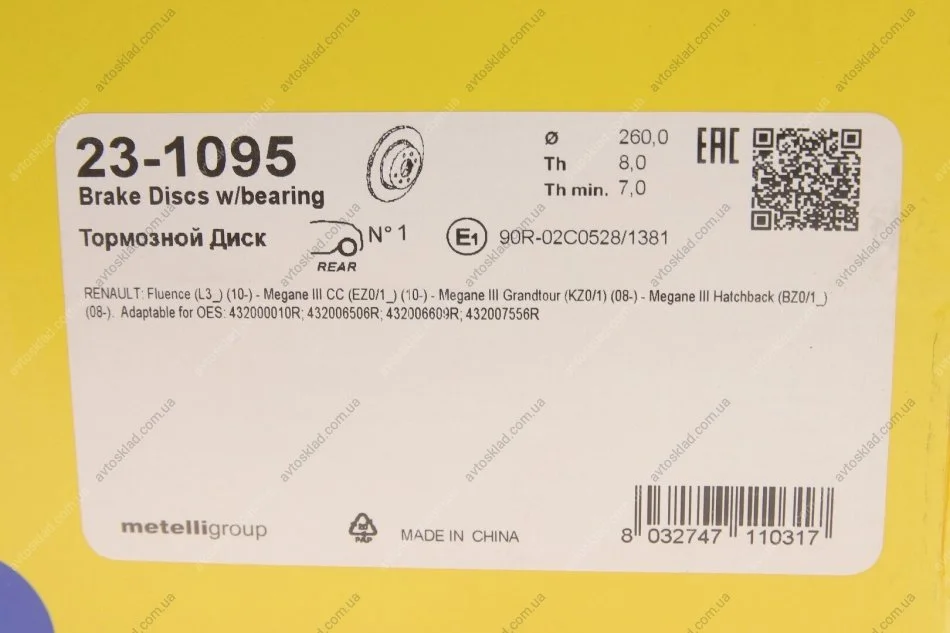 23-1095
Brake Discs w/bearing
Тормозной Диск
N° 1
REAR
Ø 260,0
Th 8,0
Th min. 7,0
EAC
E1 90R-02C0528/1381
RENAULT: Fluence (L3_) (10-) - Megane III CC (EZ0/1_) (10-) - Megane III Grandtour (KZ0/1) (08-) - Megane III Hatchback (BZ0/1_)
(08-). Adaptable for OES: 432000010R; 432006506R; 432006609R; 432007556R
metelligroup
20
PAP
MADE IN CHINA
8 032747 110317
avtosklad.com.ua